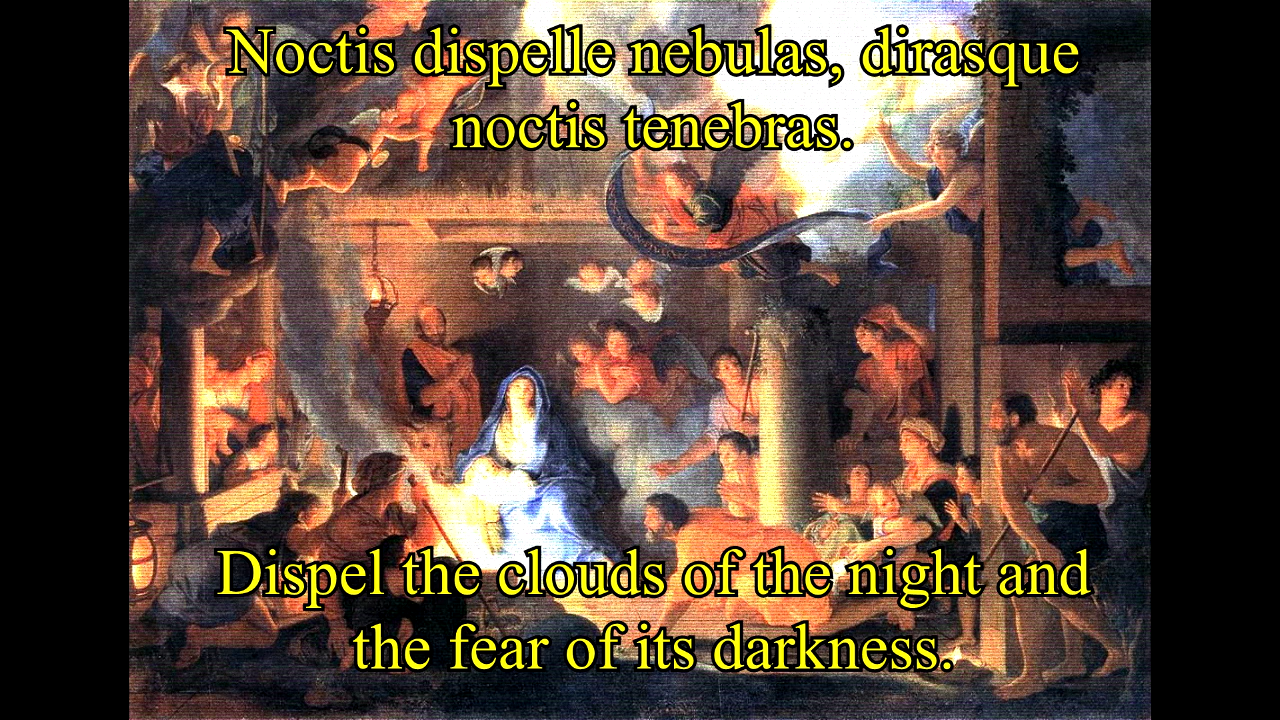 Noctis dispelle nebulas, dirasque
noctis tenebras.
Dispel the clouds of the night and
the fear of its darkness.